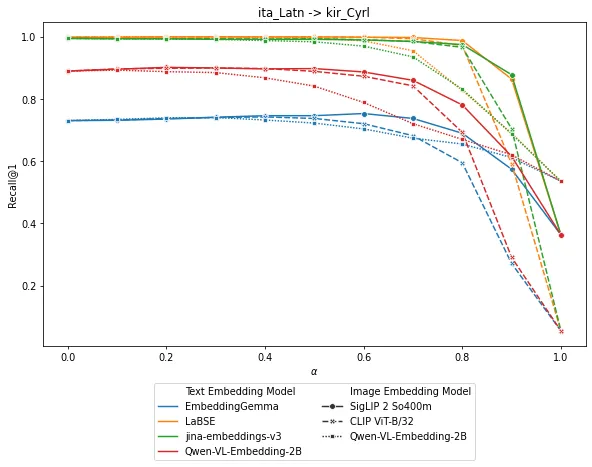 ita_Latn -> kir_Cyrl
Recall@1
1.0
0.8
0.6
0.4
0.2
0.0 0.2 0.4 0.6 0.8 1.0
α
Text Embedding Model Image Embedding Model
EmbeddingGemma SigLIP 2 So400m
LaBSE CLIP ViT-B/32
jina-embeddings-v3 Qwen-VL-Embedding-2B
Qwen-VL-Embedding-2B